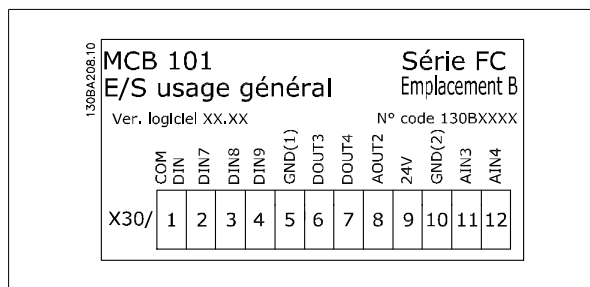 130BA208.10
MCB 101
Série FC
E/S usage général
Emplacement B
Ver. logiciel XX.XX
N° code 130BXXXX
COM DIN
DIN7
DIN8
DIN9
GND(1)
DOUT3
DOUT4
AOUT2
24V
GND(2)
AIN3
AIN4
X30/ 1 2 3 4 5 6 7 8 9 10 11 12